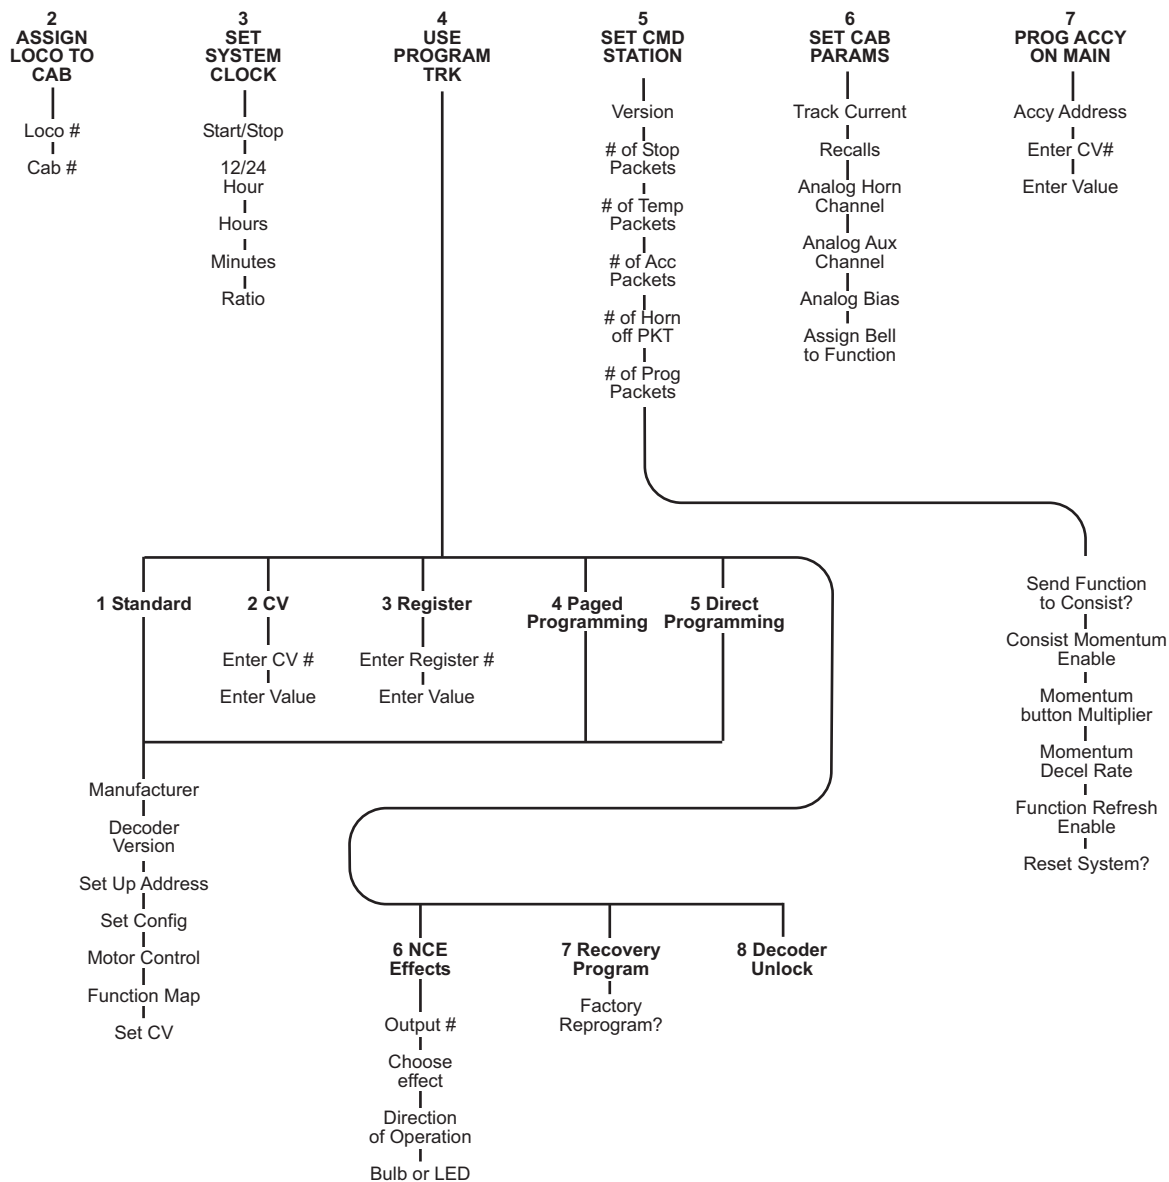 2
ASSIGN
LOCO TO
CAB
Loco #
Cab #
3
SET
SYSTEM
CLOCK
Start/Stop
12/24
Hour
Hours
Minutes
Ratio
4
USE
PROGRAM
TRK
5
SET CMD
STATION
Version
# of Stop
Packets
# of Temp
Packets
# of Acc
Packets
# of Horn
off PKT
# of Prog
Packets
6
SET CAB
PARAMS
Track Current
Recalls
Analog Horn
Channel
Analog Aux
Channel
Analog Bias
Assign Bell
to Function
7
PROG ACCY
ON MAIN
Accy Address
Enter CV#
Enter Value
1 Standard
2 CV
Enter CV #
Enter Value
3 Register
Enter Register #
Enter Value
4 Paged
Programming
5 Direct
Programming
Manufacturer
Decoder
Version
Set Up Address
Set Config
Motor Control
Function Map
Set CV
6 NCE
Effects
Output #
Choose
effect
Direction
of Operation
Bulb or LED
7 Recovery
Program
Factory
Reprogram?
8 Decoder
Unlock
Send Function
to Consist?
Consist Momentum
Enable
Momentum
button Multiplier
Momentum
Decel Rate
Function Refresh
Enable
Reset System?